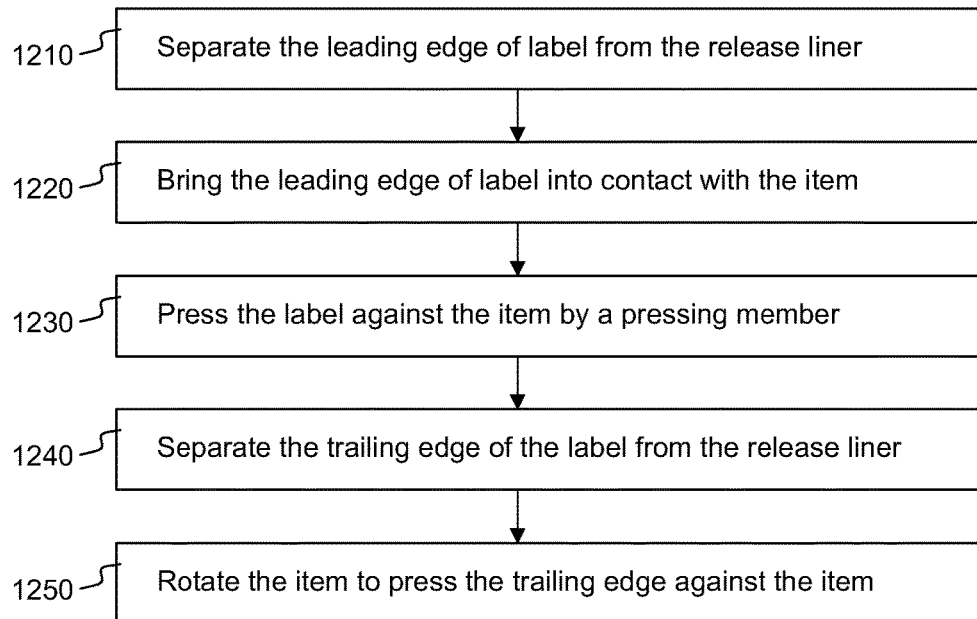 1210 Separate the leading edge of label from the release liner
1220 Bring the leading edge of label into contact with the item
1230 Press the label against the item by a pressing member
1240 Separate the trailing edge of the label from the release liner
1250 Rotate the item to press the trailing edge against the item